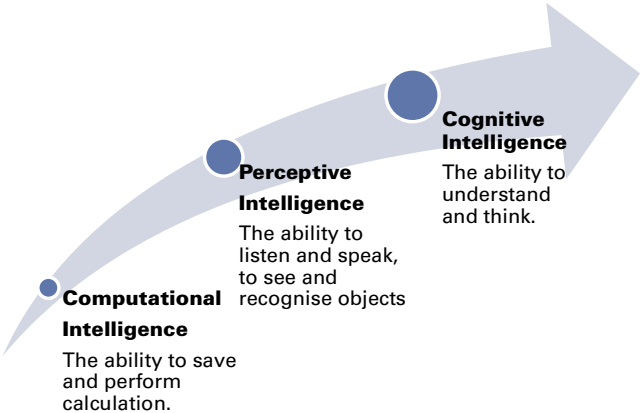 Computational
Intelligence
The ability to save
and perform
calculation.
Perceptive
Intelligence
The ability to
listen and speak,
to see and
recognise objects
Cognitive
Intelligence
The ability to
understand
and think.